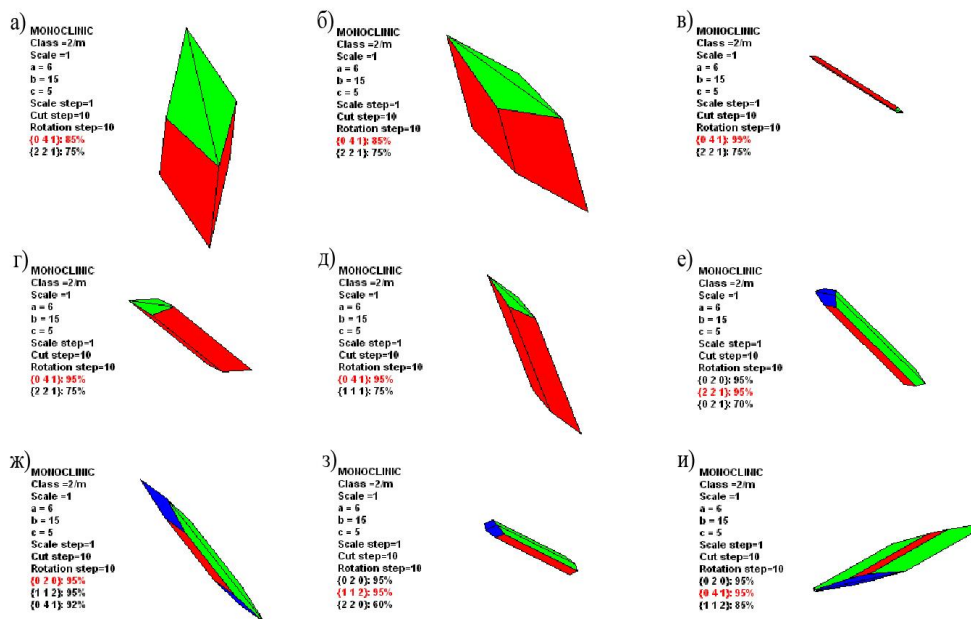 а)
MONOCLINIC
Class =2/m
Scale =1
a = 6
b = 15
c = 5
Scale step=1
Cut step=10
Rotation step=10
{0 4 1}: 85%
{2 2 1}: 75%
б)
MONOCLINIC
Class =2/m
Scale =1
a = 6
b = 15
c = 5
Scale step=1
Cut step=10
Rotation step=10
{0 4 1}: 85%
{2 2 1}: 75%
в)
MONOCLINIC
Class =2/m
Scale =1
a = 6
b = 15
c = 5
Scale step=1
Cut step=10
Rotation step=10
{0 4 1}: 99%
{2 2 1}: 75%
г)
MONOCLINIC
Class =2/m
Scale =1
a = 6
b = 15
c = 5
Scale step=1
Cut step=10
Rotation step=10
{0 4 1}: 95%
{2 2 1}: 75%
д)
MONOCLINIC
Class =2/m
Scale =1
a = 6
b = 15
c = 5
Scale step=1
Cut step=10
Rotation step=10
{0 4 1}: 95%
{1 1 1}: 75%
е)
MONOCLINIC
Class =2/m
Scale =1
a = 6
b = 15
c = 5
Scale step=1
Cut step=10
Rotation step=10
{0 2 0}: 95%
{2 2 1}: 95%
{0 2 1}: 70%
ж)
MONOCLINIC
Class =2/m
Scale =1
a = 6
b = 15
c = 5
Scale step=1
Cut step=10
Rotation step=10
{0 2 0}: 95%
{1 1 2}: 95%
{0 4 1}: 92%
з)
MONOCLINIC
Class =2/m
Scale =1
a = 6
b = 15
c = 5
Scale step=1
Cut step=10
Rotation step=10
{0 2 0}: 95%
{1 1 2}: 95%
{2 2 0}: 60%
и)
MONOCLINIC
Class =2/m
Scale =1
a = 6
b = 15
c = 5
Scale step=1
Cut step=10
Rotation step=10
{0 2 0}: 95%
{0 4 1}: 95%
{1 1 2}: 85%